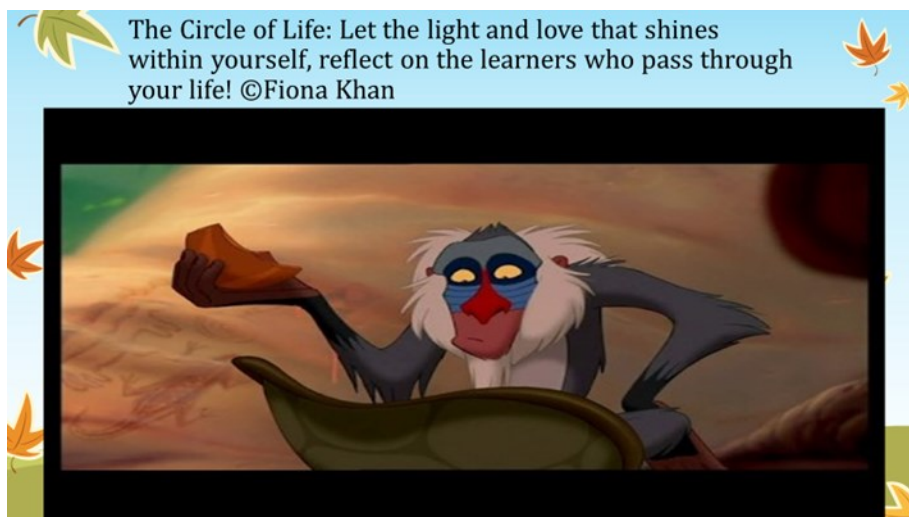 The Circle of Life: Let the light and love that shines
within yourself, reflect on the learners who pass through
your life! ©Fiona Khan